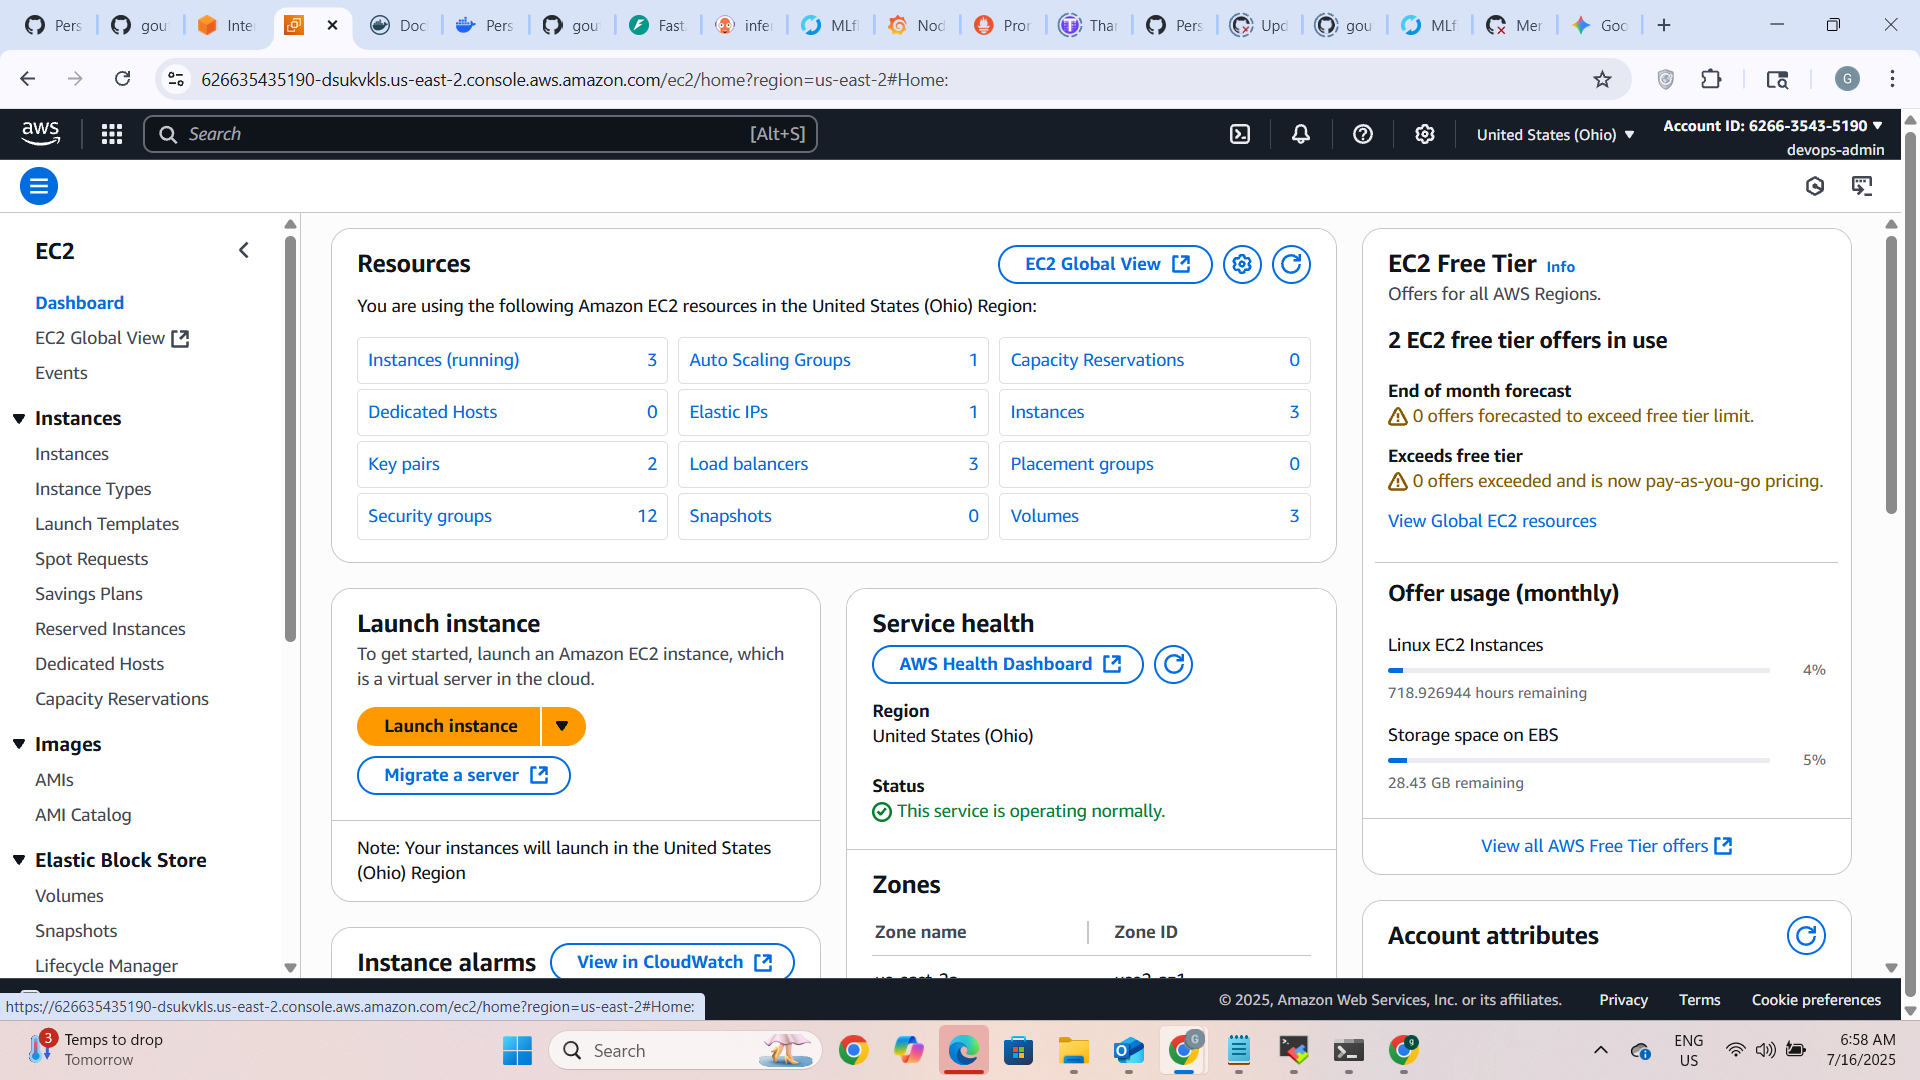 Pers
gou
Inte
Doc
Pers
gou
Fast
infer
MLf
Nod
Pron
Thar
Pers
Upd
gou
MLf
Mer
Goo
626635435190-dsukvkls.us-east-2.console.aws.amazon.com/ec2/home?region=us-east-2#Home:
G
aws
Search
[Alt+S]
United States (Ohio)
Account ID: 6266-3543-5190
devops-admin
EC2
Dashboard
EC2 Global View
Events
Instances
Instances
Instance Types
Launch Templates
Spot Requests
Savings Plans
Reserved Instances
Dedicated Hosts
Capacity Reservations
Images
AMIs
AMI Catalog
Elastic Block Store
Volumes
Snapshots
Lifecycle Manager
Resources
EC2 Global View
You are using the following Amazon EC2 resources in the United States (Ohio) Region:
Instances (running) 3
Auto Scaling Groups 1
Capacity Reservations 0
Dedicated Hosts 0
Elastic IPs 1
Instances 3
Key pairs 2
Load balancers 3
Placement groups 0
Security groups 12
Snapshots 0
Volumes 3
Launch instance
To get started, launch an Amazon EC2 instance, which
is a virtual server in the cloud.
Launch instance
Migrate a server
Note: Your instances will launch in the United States
(Ohio) Region
Instance alarms
View in CloudWatch
Service health
AWS Health Dashboard
Region
United States (Ohio)
Status
This service is operating normally.
Zones
Zone name
Zone ID
EC2 Free Tier Info
Offers for all AWS Regions.
2 EC2 free tier offers in use
End of month forecast
0 offers forecasted to exceed free tier limit.
Exceeds free tier
0 offers exceeded and is now pay-as-you-go pricing.
View Global EC2 resources
Offer usage (monthly)
Linux EC2 Instances
4%
718.926944 hours remaining
Storage space on EBS
5%
28.43 GB remaining
View all AWS Free Tier offers
Account attributes
https://626635435190-dsukvkls.us-east-2.console.aws.amazon.com/ec2/home?region=us-east-2#Home:
© 2025, Amazon Web Services, Inc. or its affiliates.
Privacy
Terms
Cookie preferences
3
Temps to drop
Tomorrow
Search
G
g
ENG
US
6:58 AM
7/16/2025